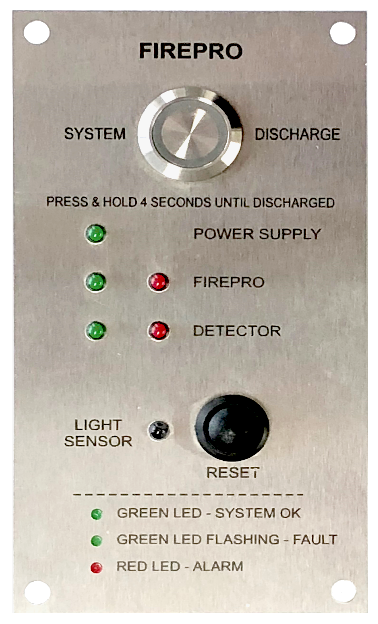 FIREPRO
SYSTEM DISCHARGE
PRESS & HOLD 4 SECONDS UNTIL DISCHARGED
POWER SUPPLY
FIREPRO
DETECTOR
LIGHT
SENSOR
RESET
GREEN LED - SYSTEM OK
GREEN LED FLASHING - FAULT
RED LED - ALARM